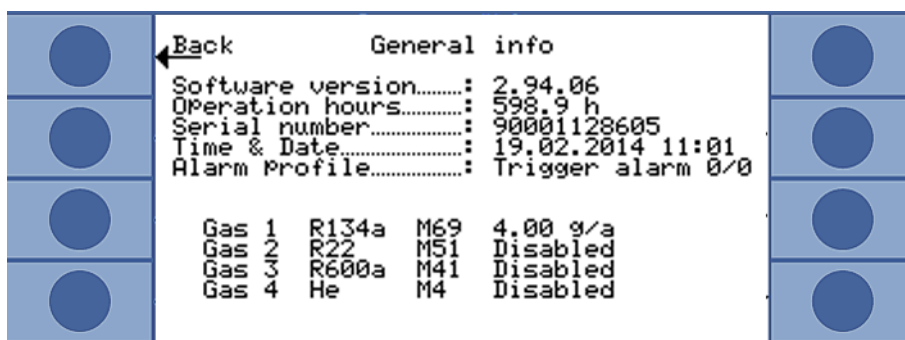 Back General info
Software version........: 2.94.06
Operation hours..........: 598.9 h
Serial number..............: 90001128605
Time & Date..................: 19.02.2014 11:01
Alarm Profile................: Trigger alarm 0/0
Gas 1 R134a M69 4.00 g/a
Gas 2 R22 M51 Disabled
Gas 3 R600a M41 Disabled
Gas 4 He M4 Disabled